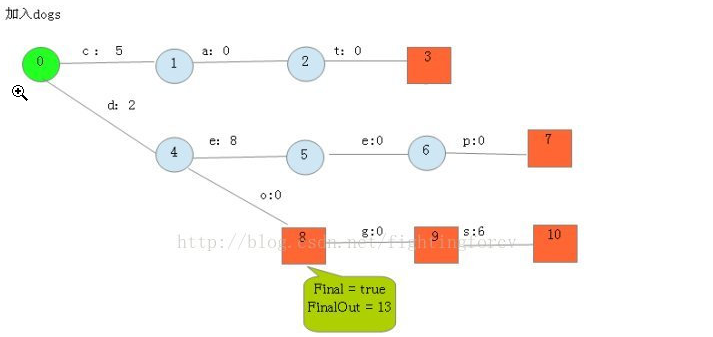 加入dogs
0
c： 5
1
a: 0
2
t: 0
3
d: 2
4
e: 8
5
e:0
6
p:0
7
o:0
8
g:0
9
s:6
10
http://blog.csdn.net/fightingforcv
Final = true
FinalOut = 13